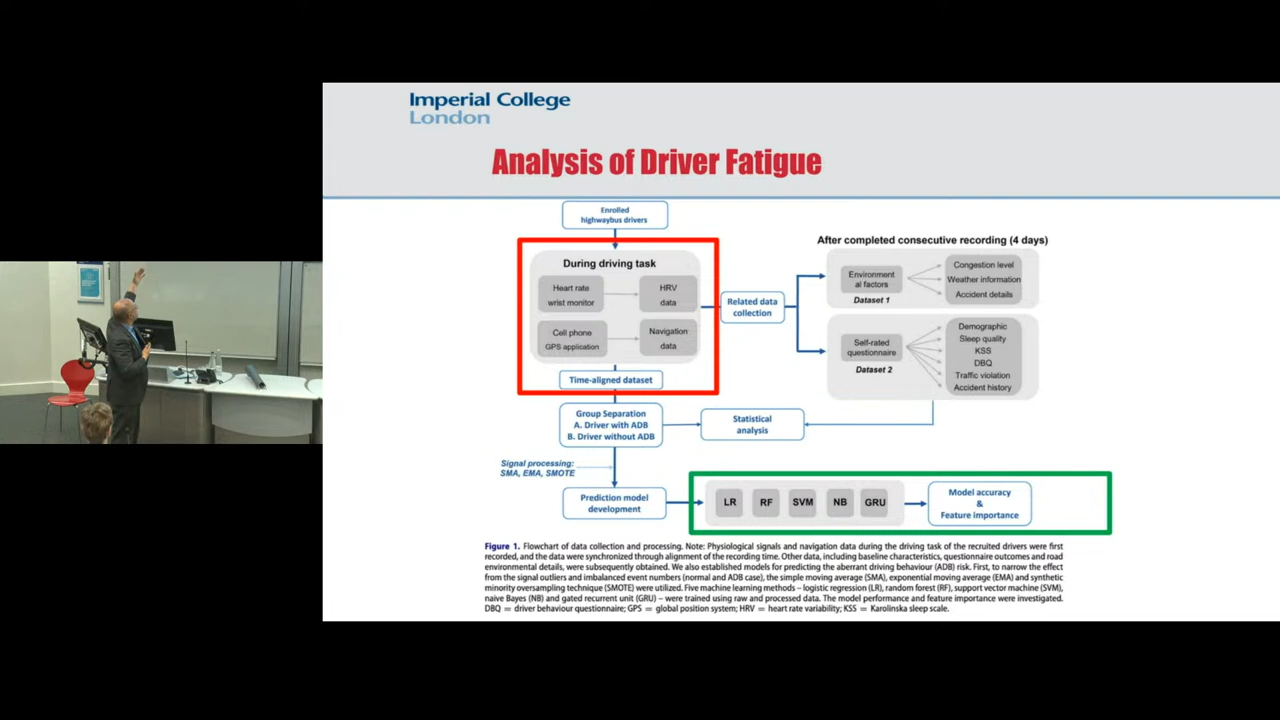 Imperial College
London
Analysis of Driver Fatigue
Enrolled
highwaybus drivers
During driving task
Heart rate
wrist monitor
HRV
data
Cell phone
GPS application
Navigation
data
Time-aligned dataset
Related data
collection
After completed consecutive recording (4 days)
Environment
al factors
Dataset 1
Congestion level
Weather information
Accident details
Self-rated
questionnaire
Dataset 2
Demographic
Sleep quality
KSS
DBQ
Traffic violation
Accident history
Group Separation
A. Driver with ADB
B. Driver without ADB
Statistical
analysis
Signal processing:
SMA, EMA, SMOTE
Prediction model
development
LR
RF
SVM
NB
GRU
Model accuracy
&
Feature importance
Figure 1. Flowchart of data collection and processing. Note: Physiological signals and navigation data during the driving task of the recruited drivers were first
recorded, and the data were synchronized through alignment of the recording time. Other data, including baseline characteristics, questionnaire outcomes and road
environmental details, were subsequently obtained. We also established models for predicting the aberrant driving behaviour (ADB) risk. First, to narrow the effect
from the signal outliers and imbalanced event numbers (normal and ADB case), the simple moving average (SMA), exponential moving average (EMA) and synthetic
minority oversampling technique (SMOTE) were utilized. Five machine learning methods – logistic regression (LR), random forest (RF), support vector machine (SVM),
naive Bayes (NB) and gated recurrent unit (GRU) – were trained using raw and processed data. The model performance and feature importance were investigated.
DBQ = driver behaviour questionnaire; GPS = global position system; HRV = heart rate variability; KSS = Karolinska sleep scale.